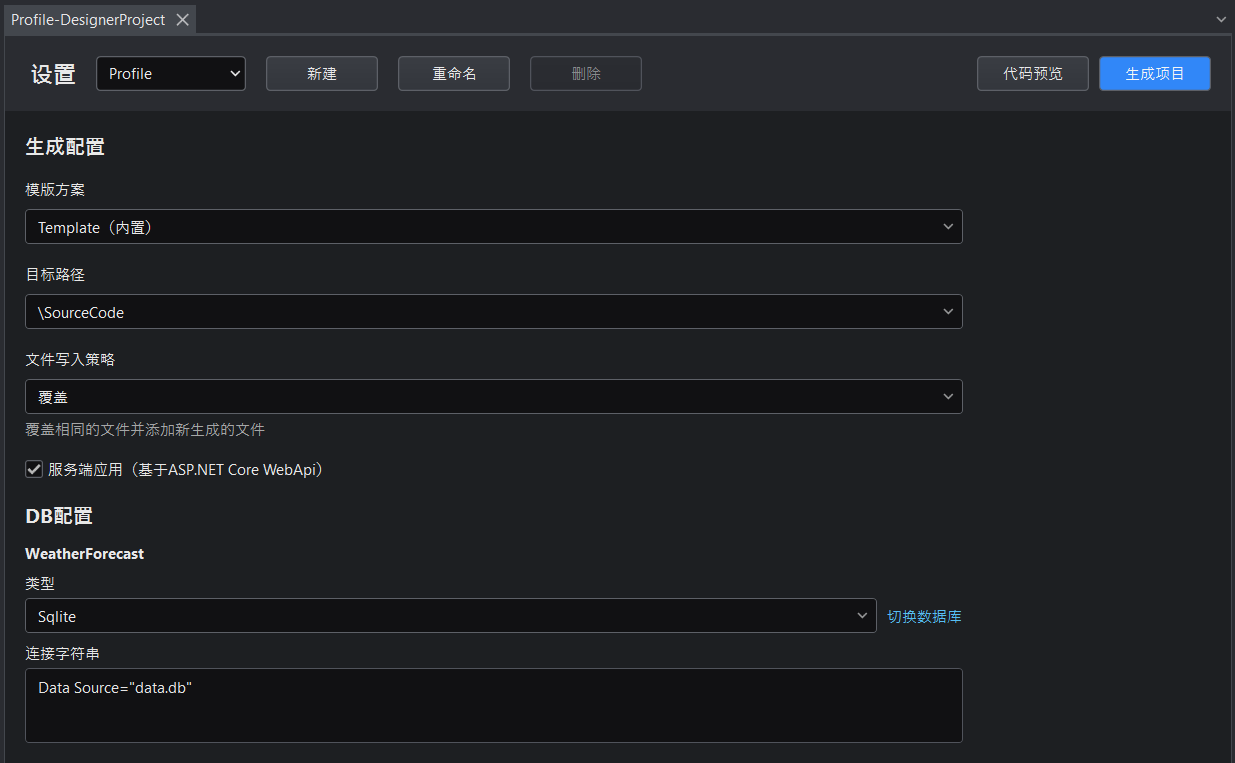 Profile-DesignerProject
设置
Profile
新建
重命名
删除
代码预览
生成项目
生成配置
模版方案
Template（内置）
目标路径
\SourceCode
文件写入策略
覆盖
覆盖相同的文件并添加新生成的文件
服务端应用（基于ASP.NET Core WebApi）
DB配置
WeatherForecast
类型
Sqlite
切换数据库
连接字符串
Data Source="data.db"